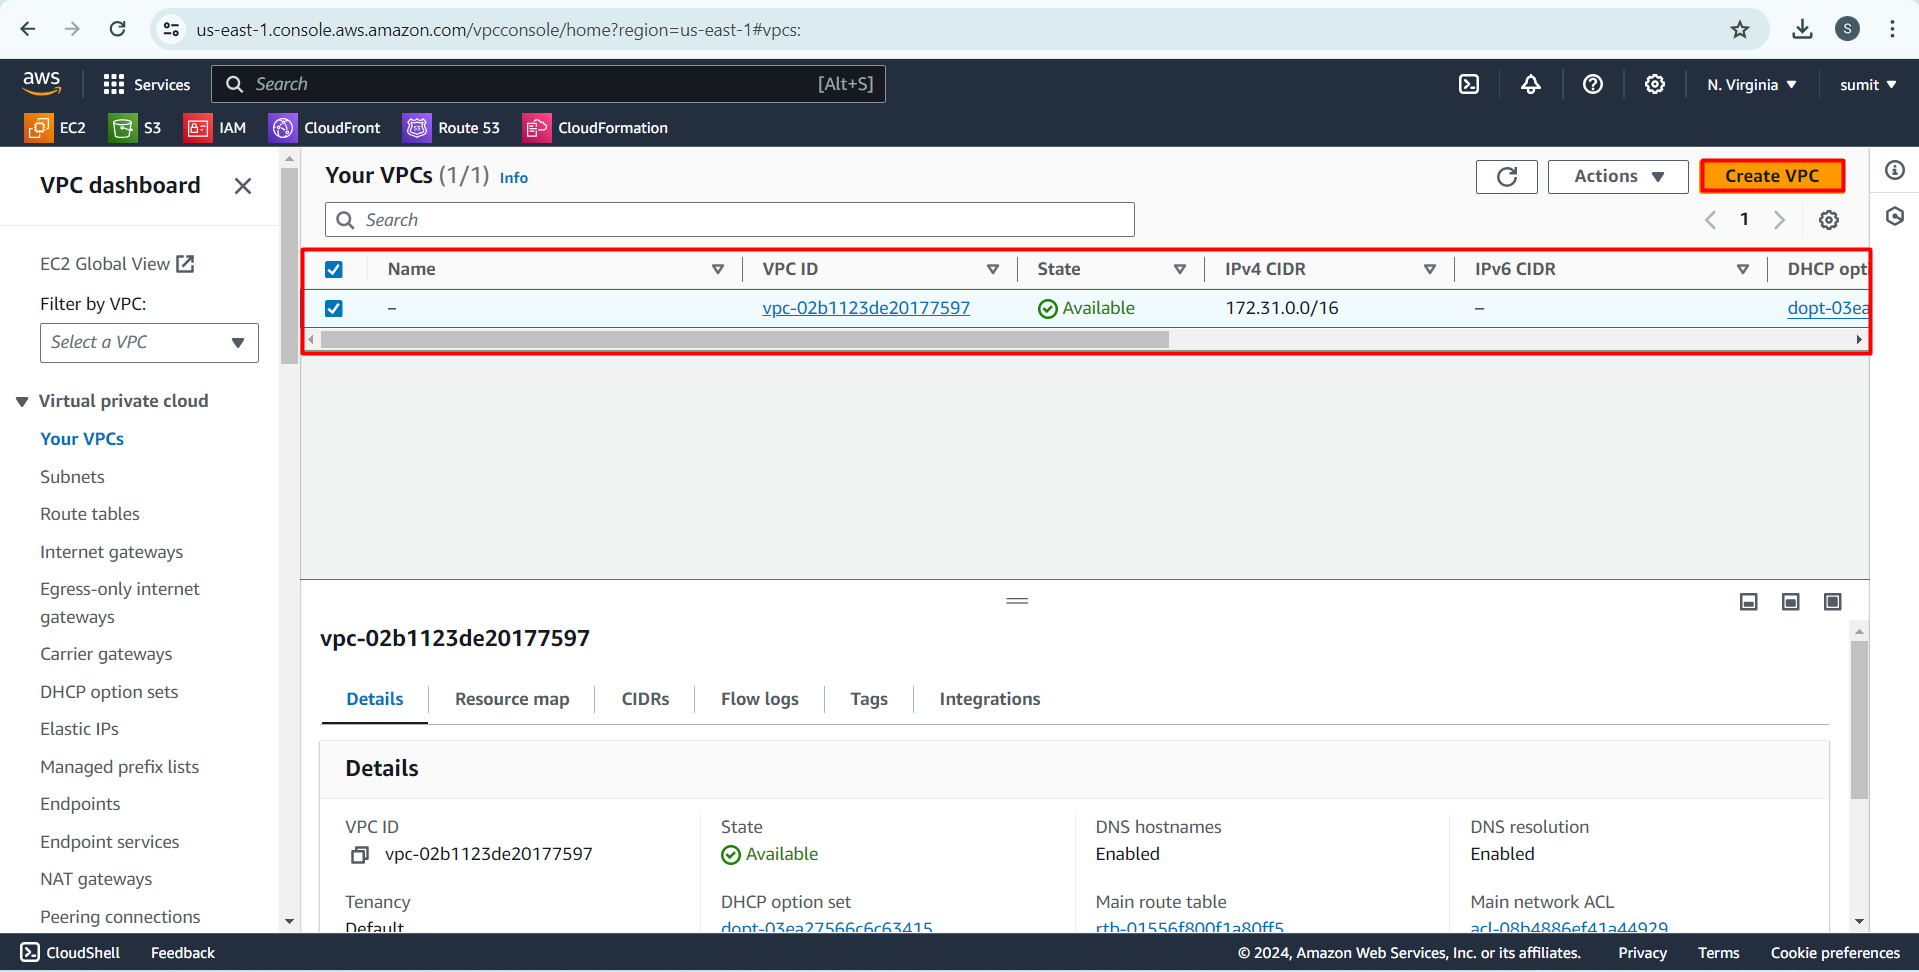 us-east-1.console.aws.amazon.com/vpcconsole/home?region=us-east-1#vpcs:
S
aws
Services
Search
[Alt+S]
N. Virginia
sumit
EC2
S3
IAM
CloudFront
Route 53
CloudFormation
VPC dashboard
EC2 Global View
Filter by VPC:
Select a VPC
Virtual private cloud
Your VPCs
Subnets
Route tables
Internet gateways
Egress-only internet
gateways
Carrier gateways
DHCP option sets
Elastic IPs
Managed prefix lists
Endpoints
Endpoint services
NAT gateways
Peering connections
Your VPCs (1/1) Info
Actions
Create VPC
Search
1
Name VPC ID State IPv4 CIDR IPv6 CIDR DHCP opt
– vpc-02b1123de20177597 Available 172.31.0.0/16 – dopt-03ea
vpc-02b1123de20177597
Details Resource map CIDRs Flow logs Tags Integrations
Details
VPC ID State DNS hostnames DNS resolution
vpc-02b1123de20177597 Available Enabled Enabled
Tenancy DHCP option set Main route table Main network ACL
Default dopt-03ea27566c6c63415 rtb-01556f800f1a80ff5 acl-08b4886ef41a44929
CloudShell Feedback © 2024, Amazon Web Services, Inc. or its affiliates. Privacy Terms Cookie preferences